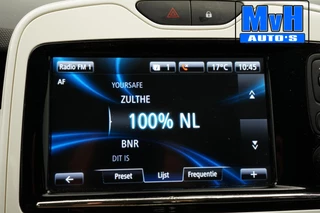 MvH
AUTO'S
Radio FM 1
1
17°C
10:45
AF
YOURSAFE
ZULTHE
100% NL
BNR
DIT IS
Preset
Lijst
Frequentie
+